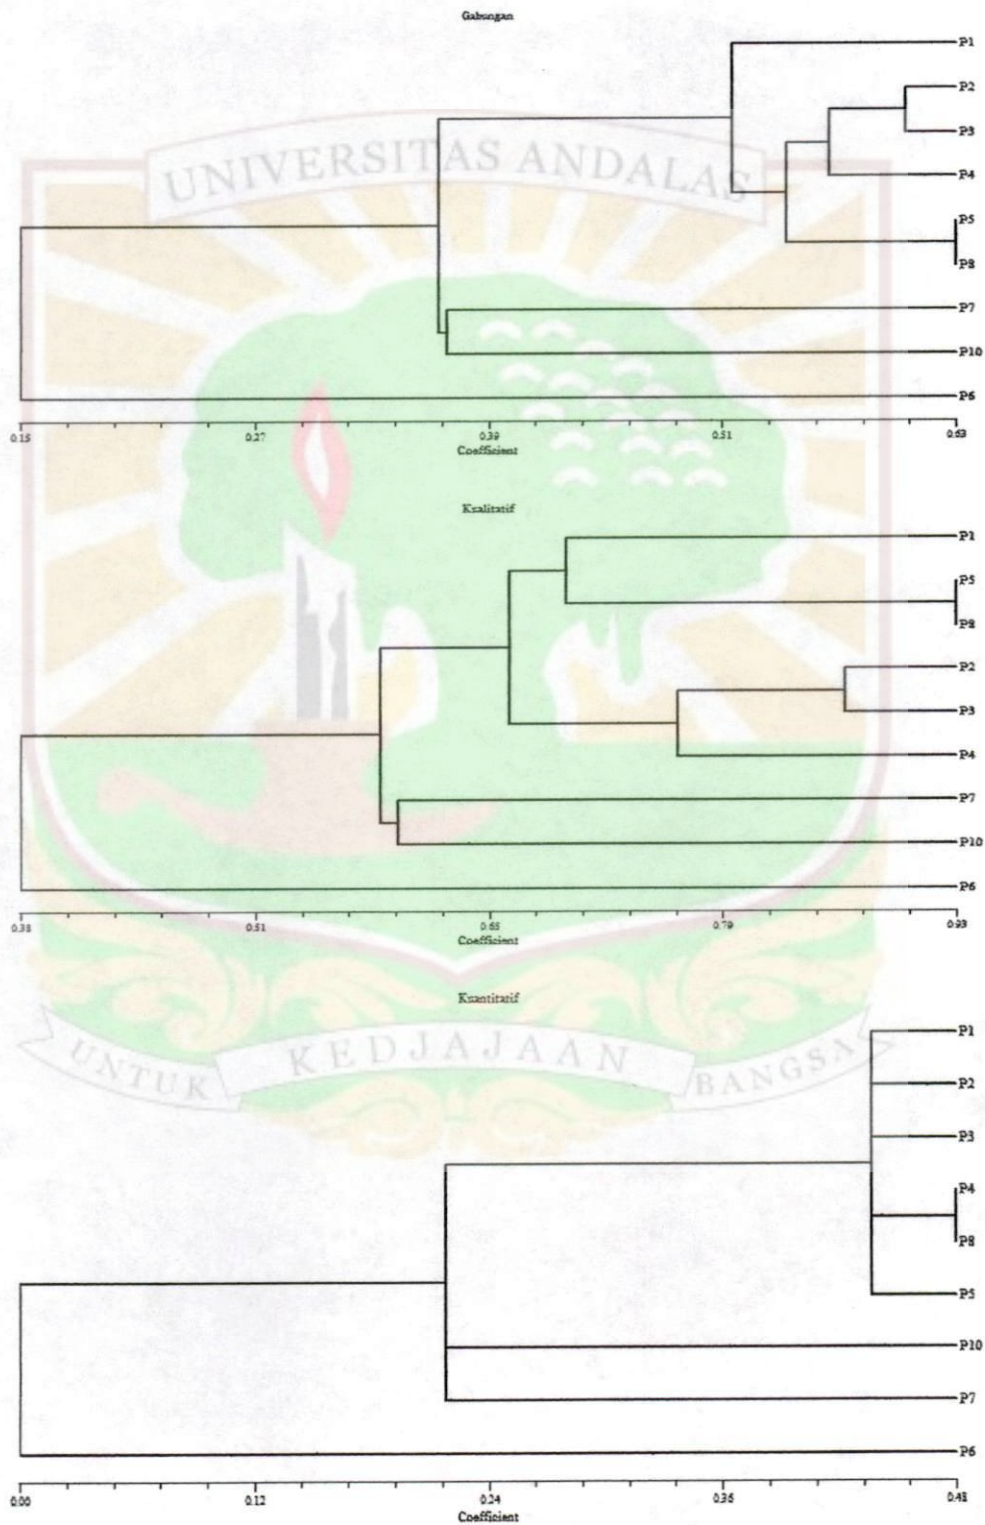 Gabungan
P1
P2
P3
P4
P5
P8
P7
P10
P6
0.15 0.27 0.39 0.51 0.63
Coefficient
UNIVERSITAS ANDALAS
Kualitatif
P1
P5
P8
P2
P3
P4
P7
P10
P6
0.38 0.51 0.65 0.79 0.93
Coefficient
Kuantitatif
UNTUK KEDJAJAAN BANGSA
P1
P2
P3
P4
P8
P5
P10
P7
P6
0.00 0.12 0.24 0.36 0.48
Coefficient